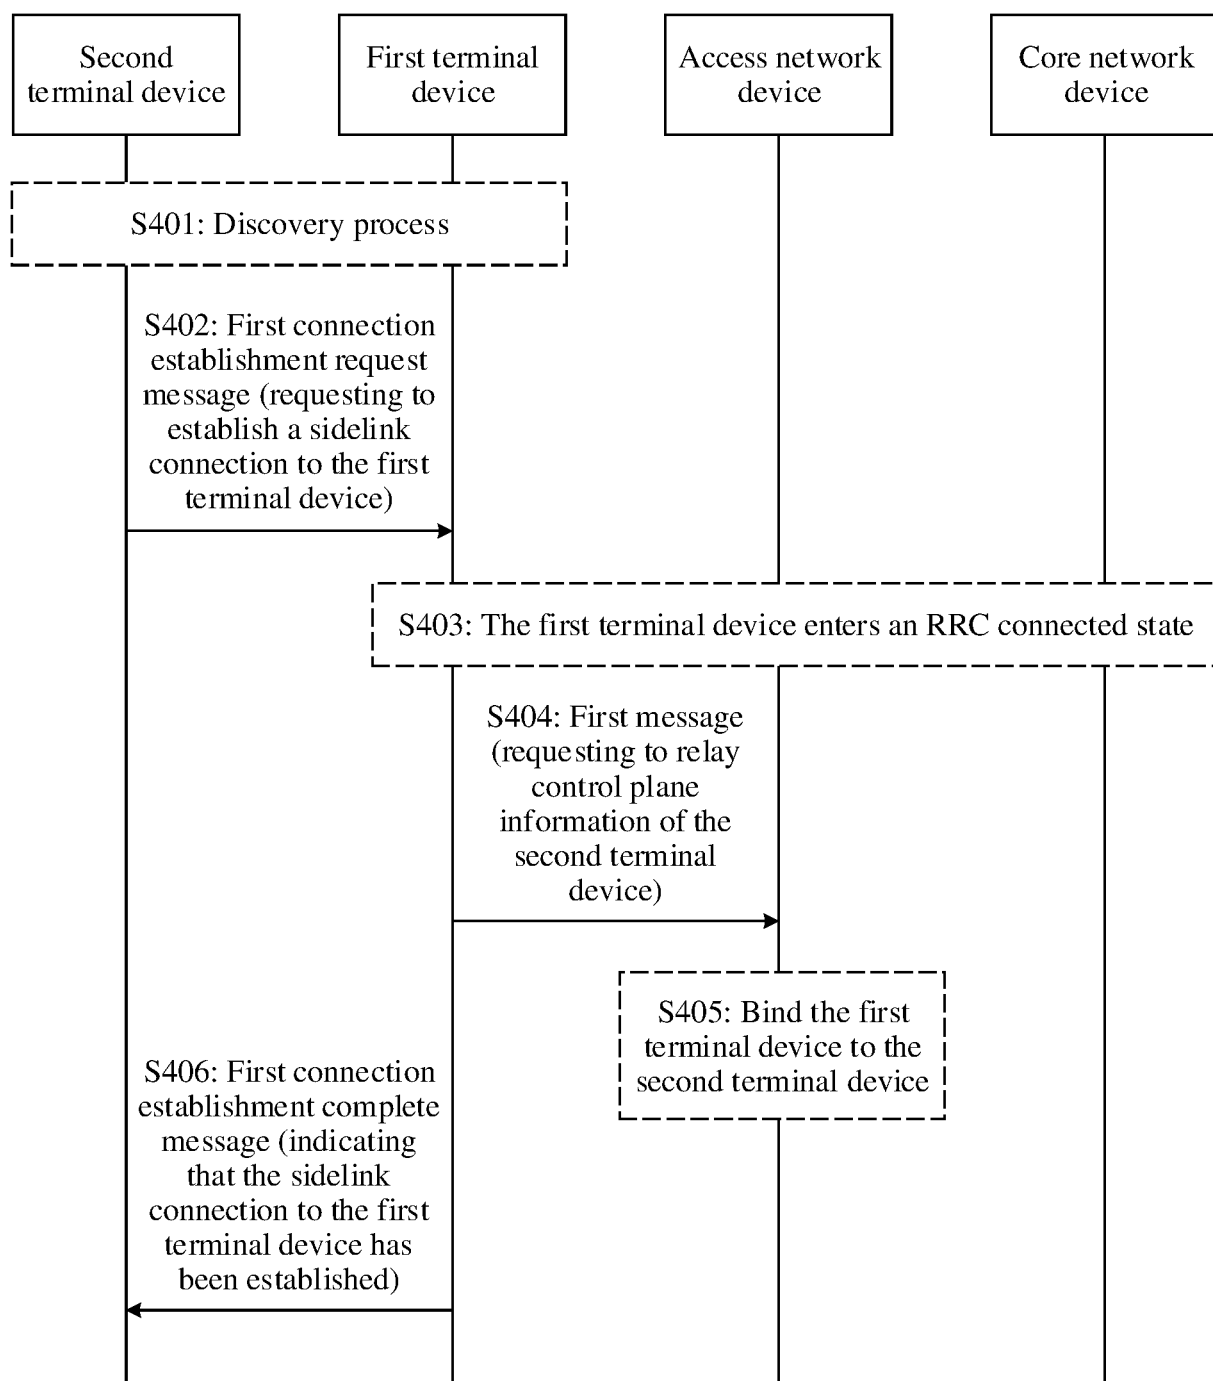 Second
terminal device
First terminal
device
Access network
device
Core network
device
S401: Discovery process
S402: First connection
establishment request
message (requesting to
establish a sidelink
connection to the first
terminal device)
S403: The first terminal device enters an RRC connected state
S404: First message
(requesting to relay
control plane
information of the
second terminal
device)
S405: Bind the first
terminal device to the
second terminal device
S406: First connection
establishment complete
message (indicating
that the sidelink
connection to the first
terminal device has
been established)